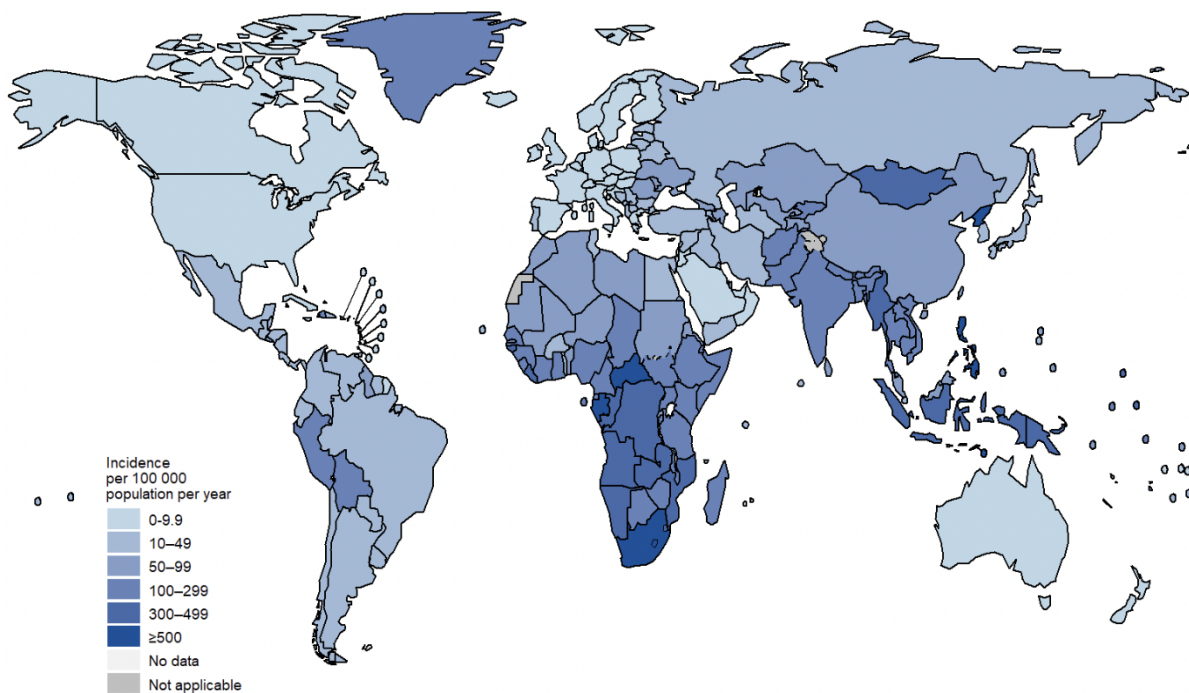 Incidence
per 100 000
population per year
0-9.9
10–49
50–99
100–299
300–499
≥500
No data
Not applicable